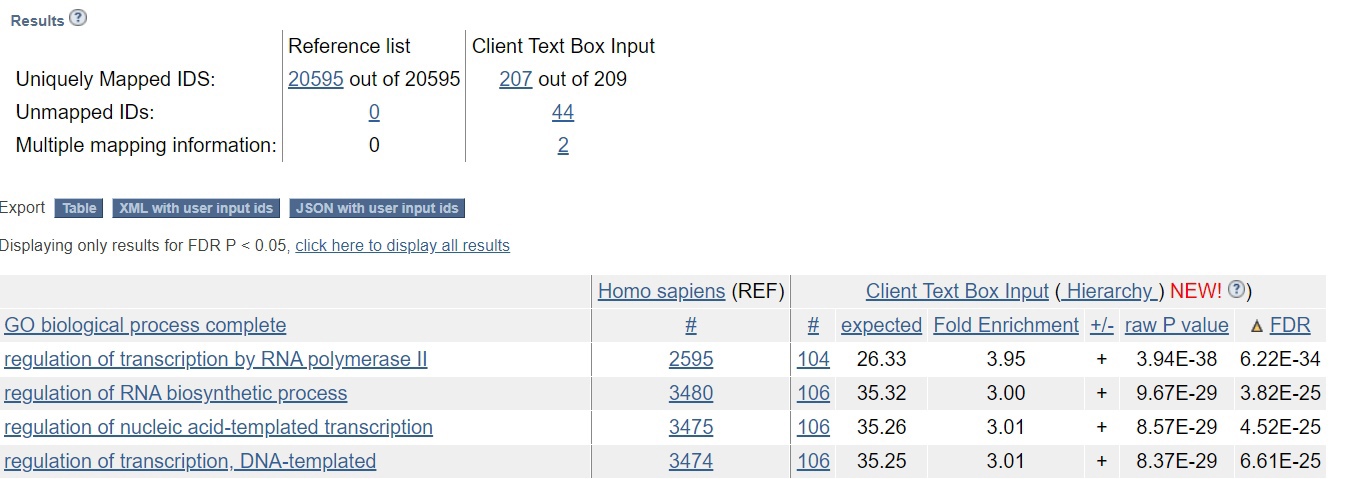 Results ?
Reference list Client Text Box Input
Uniquely Mapped IDS: 20595 out of 20595 207 out of 209
Unmapped IDs: 0 44
Multiple mapping information: 0 2
Export Table XML with user input ids JSON with user input ids
Displaying only results for FDR P < 0.05, click here to display all results
Homo sapiens (REF) Client Text Box Input ( Hierarchy ) NEW! ?)
GO biological process complete # # expected Fold Enrichment +/- raw P value FDR
regulation of transcription by RNA polymerase II 2595 104 26.33 3.95 + 3.94E-38 6.22E-34
regulation of RNA biosynthetic process 3480 106 35.32 3.00 + 9.67E-29 3.82E-25
regulation of nucleic acid-templated transcription 3475 106 35.26 3.01 + 8.57E-29 4.52E-25
regulation of transcription, DNA-templated 3474 106 35.25 3.01 + 8.37E-29 6.61E-25